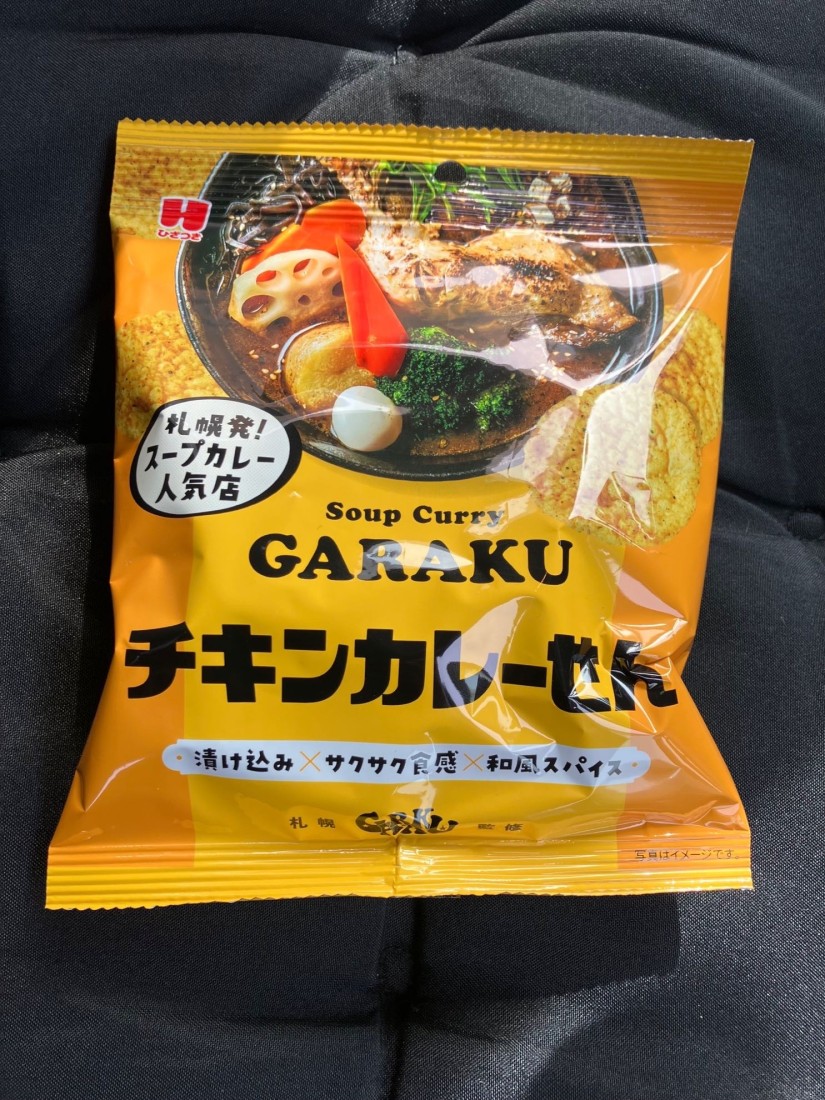 ひざつき
札幌発!
スープカレー
人気店
Soup Curry
GARAKU
チキンカレーせん
漬け込み×サクサク食感×和風スパイス
札幌 GARAKU 監修
写真はイメージです。